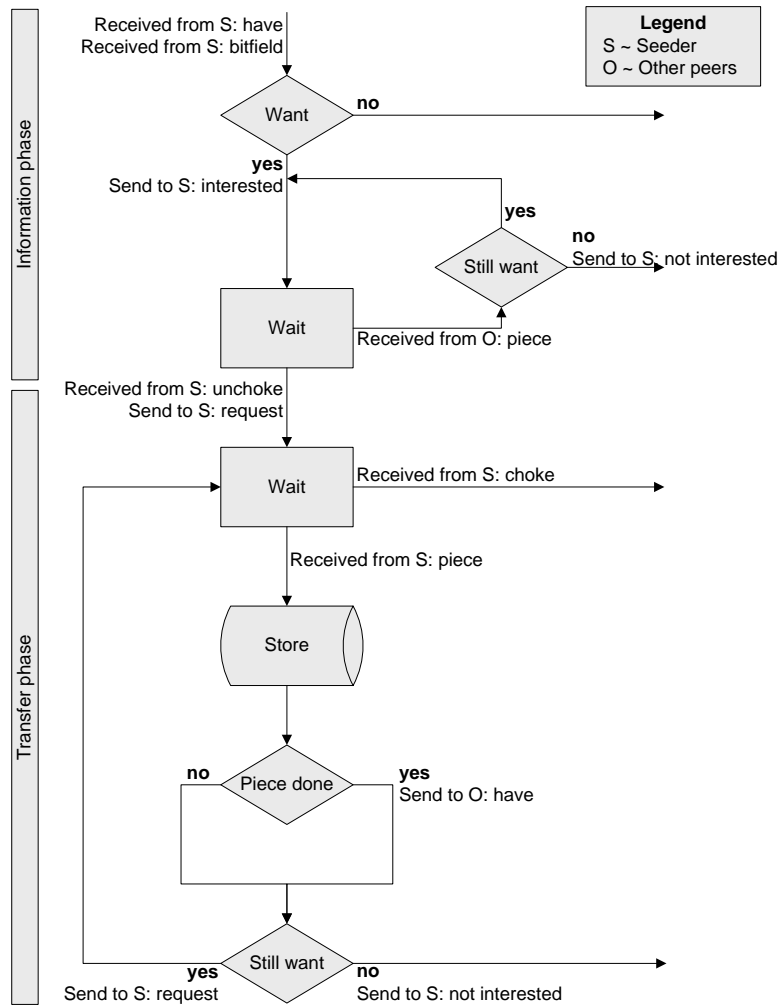 Received from S: have
Received from S: bitfield
Legend
S ~ Seeder
O ~ Other peers
Information phase
Want
no
yes
Send to S: interested
yes
no
Send to S: not interested
Still want
Wait
Received from O: piece
Received from S: unchoke
Send to S: request
Transfer phase
Wait
Received from S: choke
Received from S: piece
Store
no
Piece done
yes
Send to O: have
Still want
yes
Send to S: request
no
Send to S: not interested